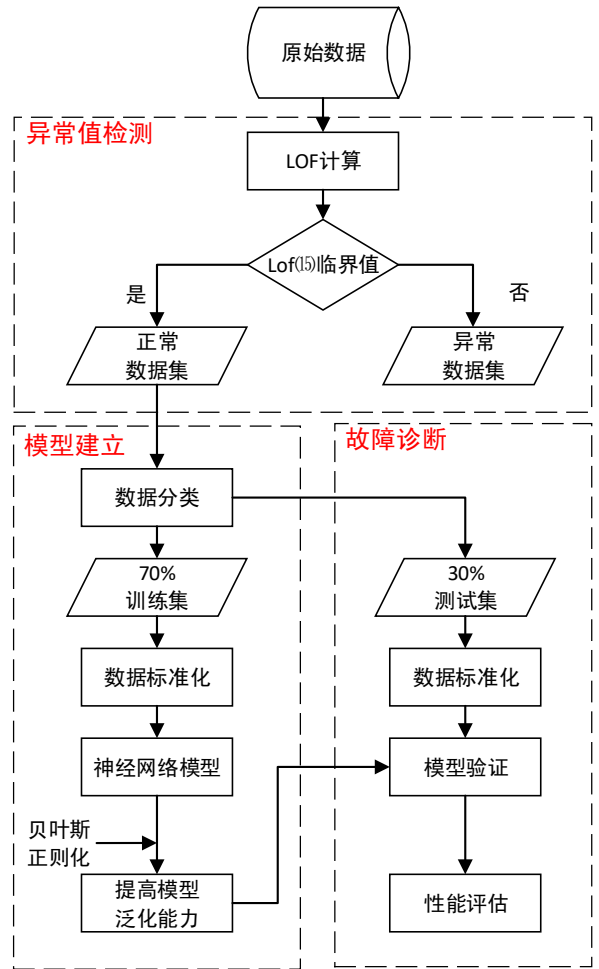 原始数据
异常值检测
LOF计算
Lof⒂临界值
是
否
正常
数据集
异常
数据集
模型建立
故障诊断
数据分类
70%
训练集
30%
测试集
数据标准化
数据标准化
神经网络模型
模型验证
贝叶斯
正则化
提高模型
泛化能力
性能评估